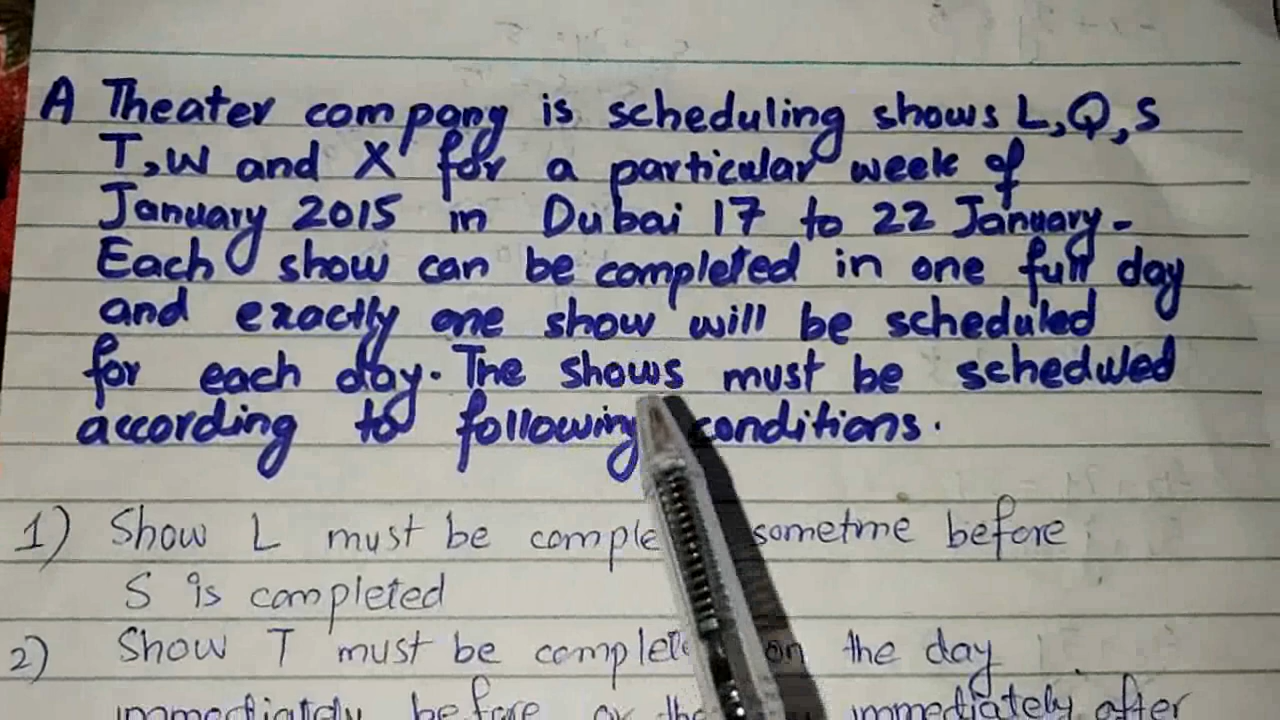 A Theater company is scheduling shows L, Q, S
T, W and X for a particular week of
January 2015 in Dubai 17 to 22 January.
Each show can be completed in one full day
and exactly one show will be scheduled
for each day. The shows must be scheduled
according to following conditions.
1) Show L must be comple sometime before
S is completed
2) Show T must be complete on the day
immediately before or the immediately after